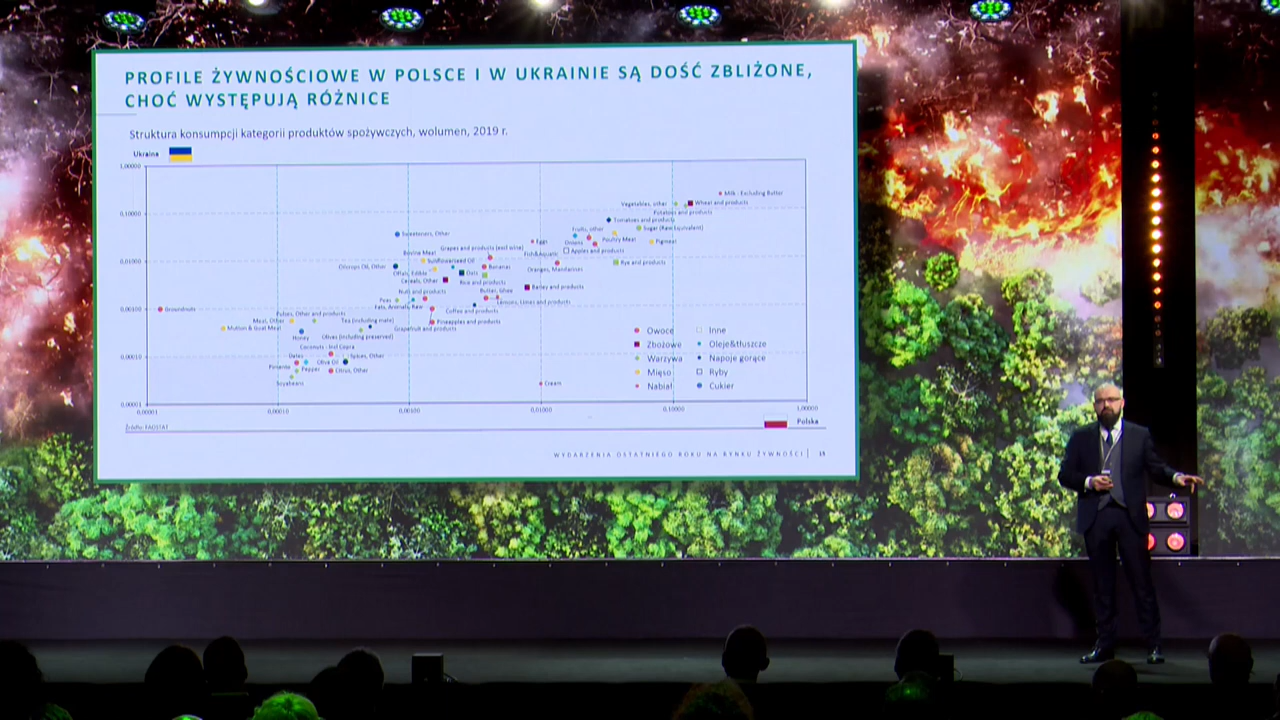 PROFILE ŻYWNOŚCIOWE W POLSCE I W UKRAINIE SĄ DOŚĆ ZBLIŻONE,
CHOĆ WYSTĘPUJĄ RÓŻNICE
Struktura konsumpcji kategorii produktów spożywczych, wolumen, 2019 r.
Ukraina
1,00000
Milk - Excluding Butter
Vegetables, other
Wheat and products
Potatoes and products
0,10000
Tomatoes and products
Sugar (Raw Equivalent)
Fruits, other
Sweeteners, Other
Eggs
Onions
Poultry Meat
Pigmeat
Grapes and products (excl wine)
Apples and products
Bovine Meat
Fish&Aquatic
0,01000
Sunflowerseed Oil
Rye and products
Oilcrops Oil, Other
Bananas
Oranges, Mandarines
Offals, Edible
Oats
Cereals, Other
Rice and products
Barley and products
Nuts and products
Butter, Ghee
Peas
Lemons, Limes and products
Fats, Animals, Raw
0,00100
Groundnuts
Coffee and products
Pulses, Other and products
Meat, Other
Tea (including mate)
Pineapples and products
Mutton & Goat Meat
Grapefruit and products
Honey
Olives (including preserved)
Coconuts - Incl Copra
0,00010
Dates
Spices, Other
Olive Oil
Pimento
Pepper
Citrus, Other
Soyabeans
Cream
0,00001
0,00001
0,00010
0,00100
0,01000
0,10000
1,00000
Owoce
Inne
Zbożowe
Oleje&tłuszcze
Warzywa
Napoje gorące
Mięso
Ryby
Nabiał
Cukier
Polska
Źródło: FAOSTAT
WYDARZENIA OSTATNIEGO ROKU NA RYNKU ŻYWNOŚCI | 15